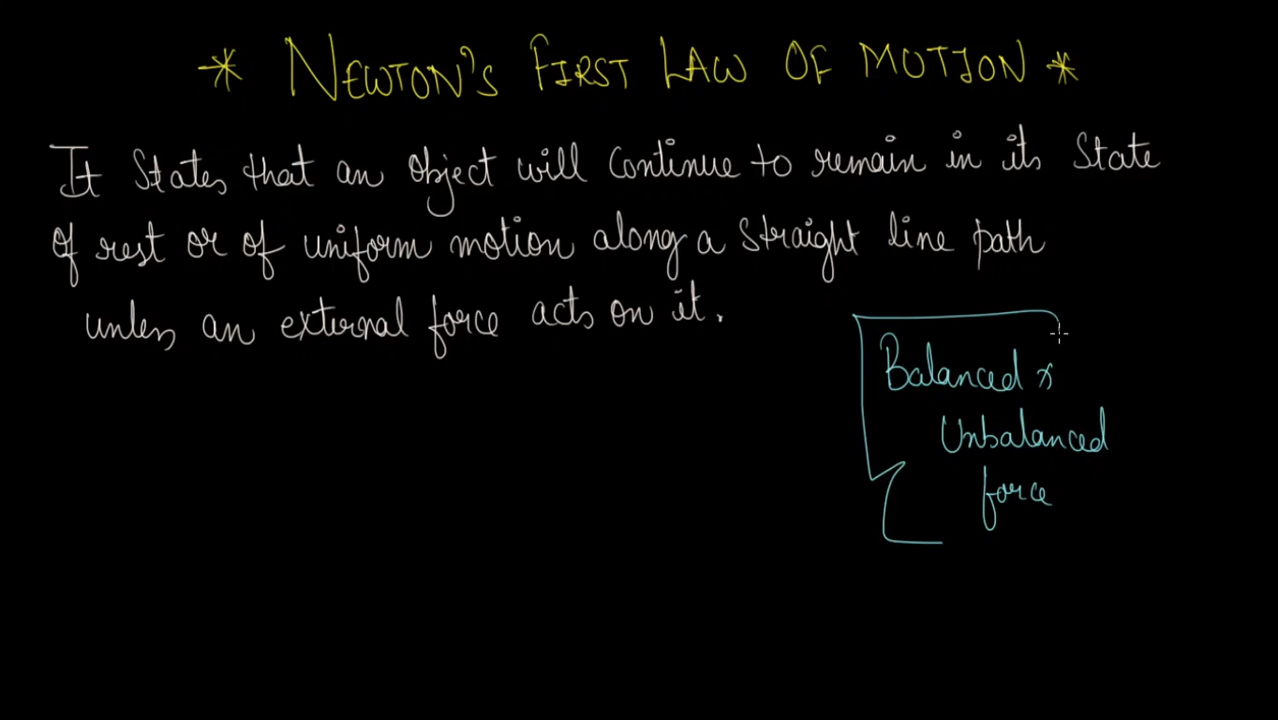 * NEWTON'S FIRST LAW OF MOTION *
It States that an object will continue to remain in its State
of rest or of uniform motion along a straight line path
unless an external force acts on it.
Balanced x
Unbalanced
force